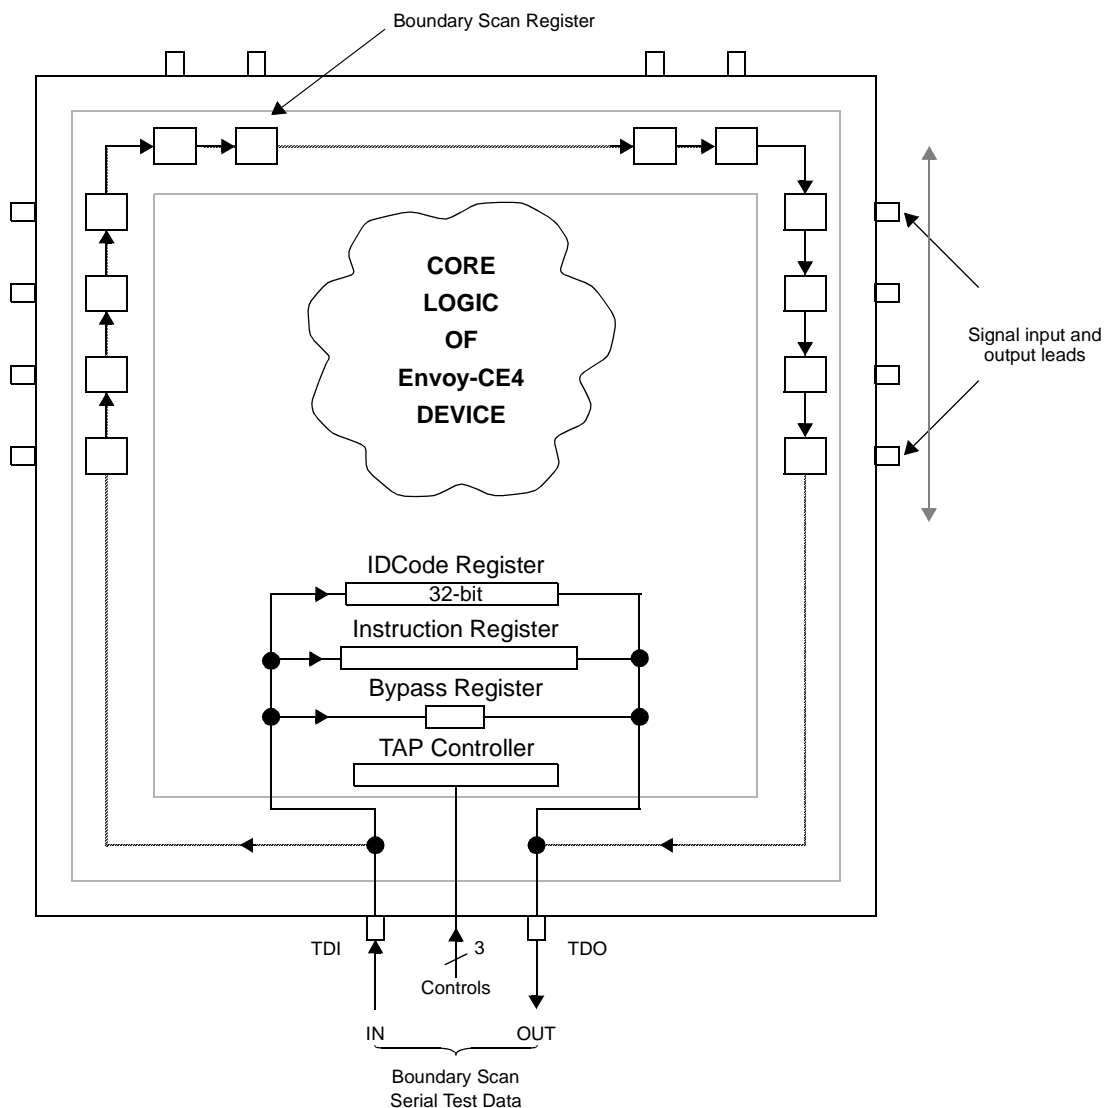 Boundary Scan Register
CORE
LOGIC
OF
Envoy-CE4
DEVICE
Signal input and
output leads
IDCode Register
32-bit
Instruction Register
Bypass Register
TAP Controller
TDI
3
TDO
Controls
IN
OUT
Boundary Scan
Serial Test Data